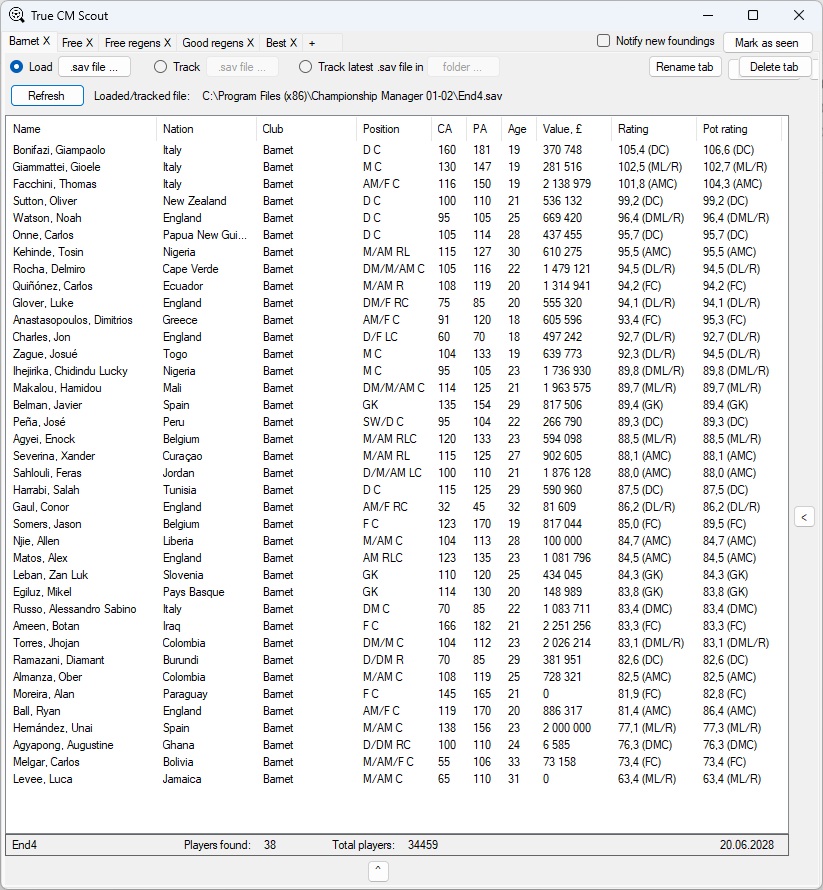 True CM Scout
Barnet X Free X Free regens X Good regens X Best X + Notify new foundings Mark as seen
Load .sav file ... Track .sav file ... Track latest .sav file in folder ... Rename tab Delete tab
Refresh Loaded/tracked file: C:\Program Files (x86)\Championship Manager 01-02\End4.sav
Name Nation Club Position CA PA Age Value, £ Rating Pot rating
Bonifazi, Giampaolo Italy Barnet D C 160 181 19 370 748 105,4 (DC) 106,6 (DC)
Giammattei, Gioele Italy Barnet M C 130 147 19 281 516 102,5 (ML/R) 102,7 (ML/R)
Facchini, Thomas Italy Barnet AM/F C 116 150 19 2 138 979 101,8 (AMC) 104,3 (AMC)
Sutton, Oliver New Zealand Barnet D C 100 110 21 536 132 99,2 (DC) 99,2 (DC)
Watson, Noah England Barnet D C 95 105 25 669 420 96,4 (DML/R) 96,4 (DML/R)
Onne, Carlos Papua New Gui... Barnet D C 105 114 28 437 455 95,7 (DC) 95,7 (DC)
Kehinde, Tosin Nigeria Barnet M/AM RL 115 127 30 610 275 95,5 (AMC) 95,5 (AMC)
Rocha, Delmiro Cape Verde Barnet DM/M/AM C 105 116 22 1 479 121 94,5 (DL/R) 94,5 (DL/R)
Quiñónez, Carlos Ecuador Barnet M/AM R 108 119 20 1 314 941 94,2 (FC) 94,2 (FC)
Glover, Luke England Barnet DM/F RC 75 85 20 555 320 94,1 (DL/R) 94,1 (DL/R)
Anastasopoulos, Dimitrios Greece Barnet AM/F C 91 120 18 605 596 93,4 (FC) 95,3 (FC)
Charles, Jon England Barnet D/F LC 60 70 18 497 242 92,7 (DL/R) 92,7 (DL/R)
Zague, Josué Togo Barnet M C 104 133 19 639 773 92,3 (DL/R) 94,5 (DL/R)
Ihejirika, Chidindu Lucky Nigeria Barnet M C 95 105 23 1 736 930 89,8 (DML/R) 89,8 (DML/R)
Makalou, Hamidou Mali Barnet DM/M/AM C 114 125 21 1 963 575 89,7 (ML/R) 89,7 (ML/R)
Belman, Javier Spain Barnet GK 135 154 29 817 506 89,4 (GK) 89,4 (GK)
Peña, José Peru Barnet SW/D C 95 104 22 266 790 89,3 (DC) 89,3 (DC)
Agyei, Enock Belgium Barnet M/AM RLC 120 133 23 594 098 88,5 (ML/R) 88,5 (ML/R)
Severina, Xander Curaçao Barnet M/AM RL 115 125 27 902 605 88,1 (AMC) 88,1 (AMC)
Sahlouli, Feras Jordan Barnet D/M/AM LC 100 110 21 1 876 128 88,0 (AMC) 88,0 (AMC)
Harrabi, Salah Tunisia Barnet D C 115 125 29 590 960 87,5 (DC) 87,5 (DC)
Gaul, Conor England Barnet AM/F RC 32 45 32 81 609 86,2 (DL/R) 86,2 (DL/R)
Somers, Jason Belgium Barnet F C 123 170 19 817 044 85,0 (FC) 89,5 (FC)
Njie, Allen Liberia Barnet M/AM C 104 113 28 100 000 84,7 (AMC) 84,7 (AMC)
Matos, Alex England Barnet AM RLC 123 135 23 1 081 796 84,5 (AMC) 84,5 (AMC)
Leban, Zan Luk Slovenia Barnet GK 110 120 25 434 045 84,3 (GK) 84,3 (GK)
Egiluz, Mikel Pays Basque Barnet GK 114 130 20 148 989 83,8 (GK) 83,8 (GK)
Russo, Alessandro Sabino Italy Barnet DM C 70 85 22 1 083 711 83,4 (DMC) 83,4 (DMC)
Ameen, Botan Iraq Barnet F C 166 182 21 2 251 256 83,3 (FC) 83,3 (FC)
Torres, Jhojan Colombia Barnet DM/M C 104 112 23 2 026 214 83,1 (DML/R) 83,1 (DML/R)
Ramazani, Diamant Burundi Barnet D/DM R 70 85 29 381 951 82,6 (DC) 82,6 (DC)
Almanza, Ober Colombia Barnet M/AM C 108 119 25 728 321 82,5 (AMC) 82,5 (AMC)
Moreira, Alan Paraguay Barnet F C 145 165 21 0 81,9 (FC) 82,8 (FC)
Ball, Ryan England Barnet AM/F C 119 170 20 886 317 81,4 (AMC) 86,4 (AMC)
Hernández, Unai Spain Barnet M/AM C 138 156 23 2 000 000 77,1 (ML/R) 77,3 (ML/R)
Agyapong, Augustine Ghana Barnet D/DM RC 100 110 24 6 585 76,3 (DMC) 76,3 (DMC)
Melgar, Carlos Bolivia Barnet M/AM/F C 55 106 33 73 158 73,4 (FC) 73,4 (FC)
Levee, Luca Jamaica Barnet M/AM C 65 110 31 0 63,4 (ML/R) 63,4 (ML/R)
<
End4 Players found: 38 Total players: 34459 20.06.2028
^